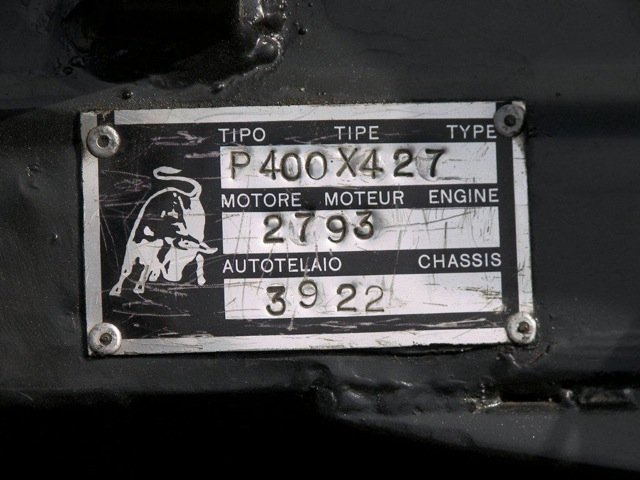 TIPO TIPE TYPE
P400X427
MOTORE MOTEUR ENGINE
2793
AUTOTELAIO CHASSIS
3922